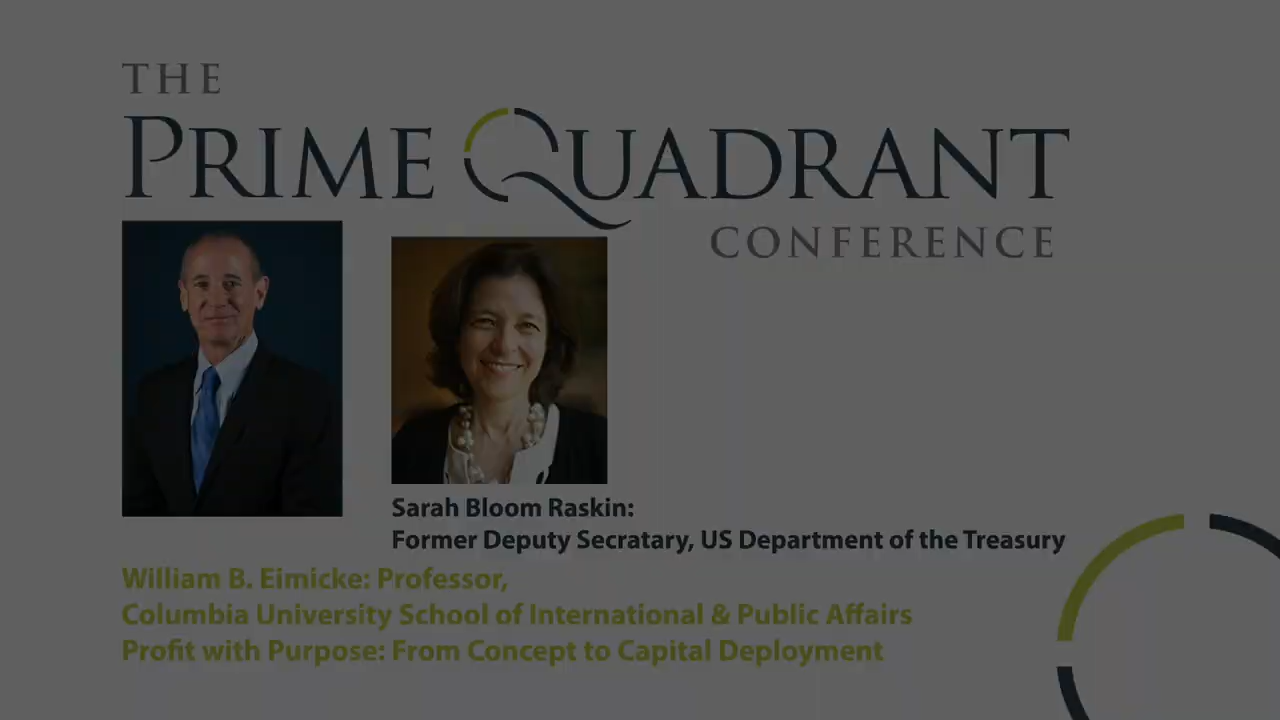 THE
PRIME QUADRANT
CONFERENCE
Sarah Bloom Raskin:
Former Deputy Secratary, US Department of the Treasury
William B. Eimicke: Professor,
Columbia University School of International & Public Affairs
Profit with Purpose: From Concept to Capital Deployment